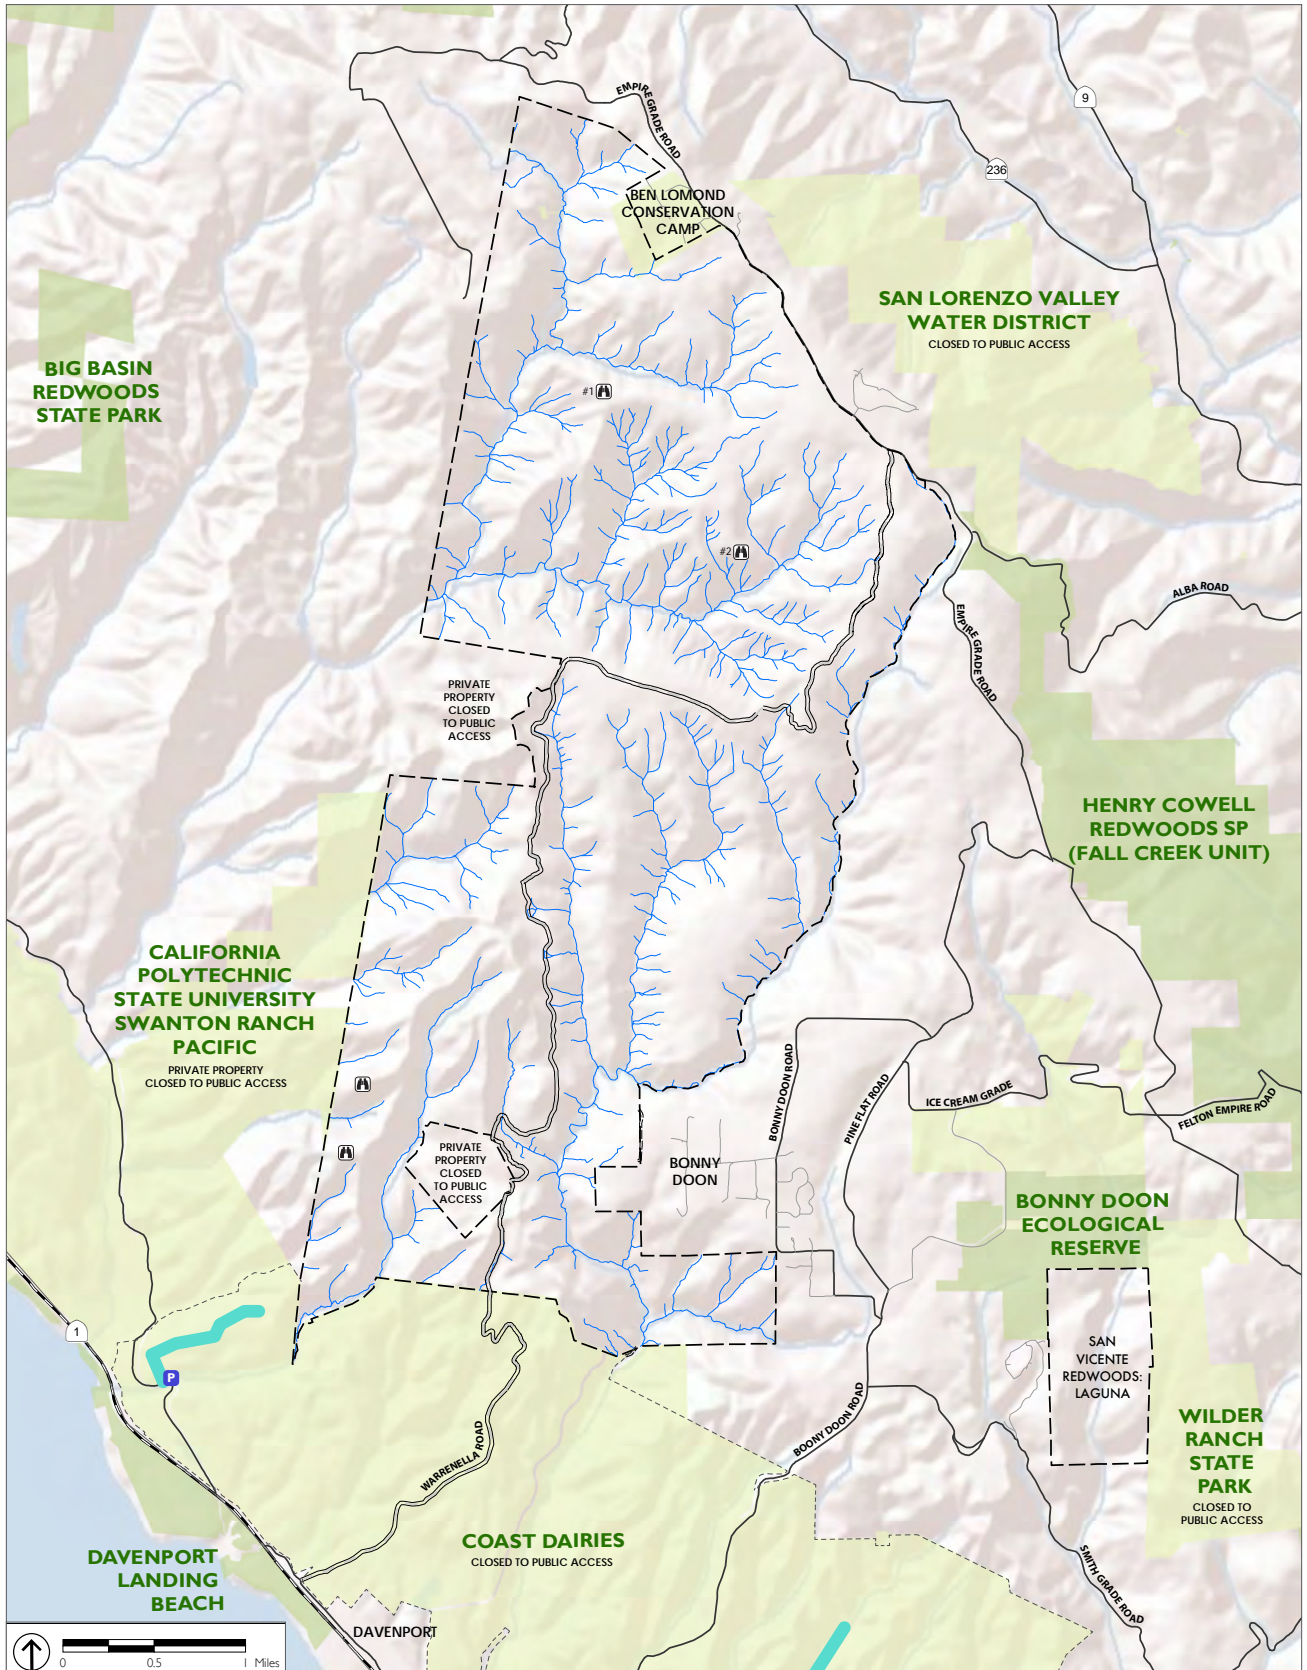 EMPIRE GRADE ROAD
9
236
BEN LOMOND
CONSERVATION
CAMP
SAN LORENZO VALLEY
WATER DISTRICT
CLOSED TO PUBLIC ACCESS
BIG BASIN
REDWOODS
STATE PARK
#1
#2
ALBA ROAD
EMPIRE GRADE ROAD
PRIVATE
PROPERTY
CLOSED
TO PUBLIC
ACCESS
HENRY COWELL
REDWOODS SP
(FALL CREEK UNIT)
CALIFORNIA
POLYTECHNIC
STATE UNIVERSITY
SWANTON RANCH
PACIFIC
PRIVATE PROPERTY
CLOSED TO PUBLIC ACCESS
BONNY DOON ROAD
PINE FLAT ROAD
ICE CREAM GRADE
FELTON EMPIRE ROAD
PRIVATE
PROPERTY
CLOSED
TO PUBLIC
ACCESS
BONNY
DOON
BONNY DOON
ECOLOGICAL
RESERVE
1
P
SAN
VICENTE
REDWOODS:
LAGUNA
WARRENELLA ROAD
BOONY DOON ROAD
WILDER
RANCH
STATE
PARK
CLOSED TO
PUBLIC ACCESS
COAST DAIRIES
CLOSED TO PUBLIC ACCESS
DAVENPORT
LANDING
BEACH
SMITH GRADE ROAD
DAVENPORT
0 0.5 1 Miles